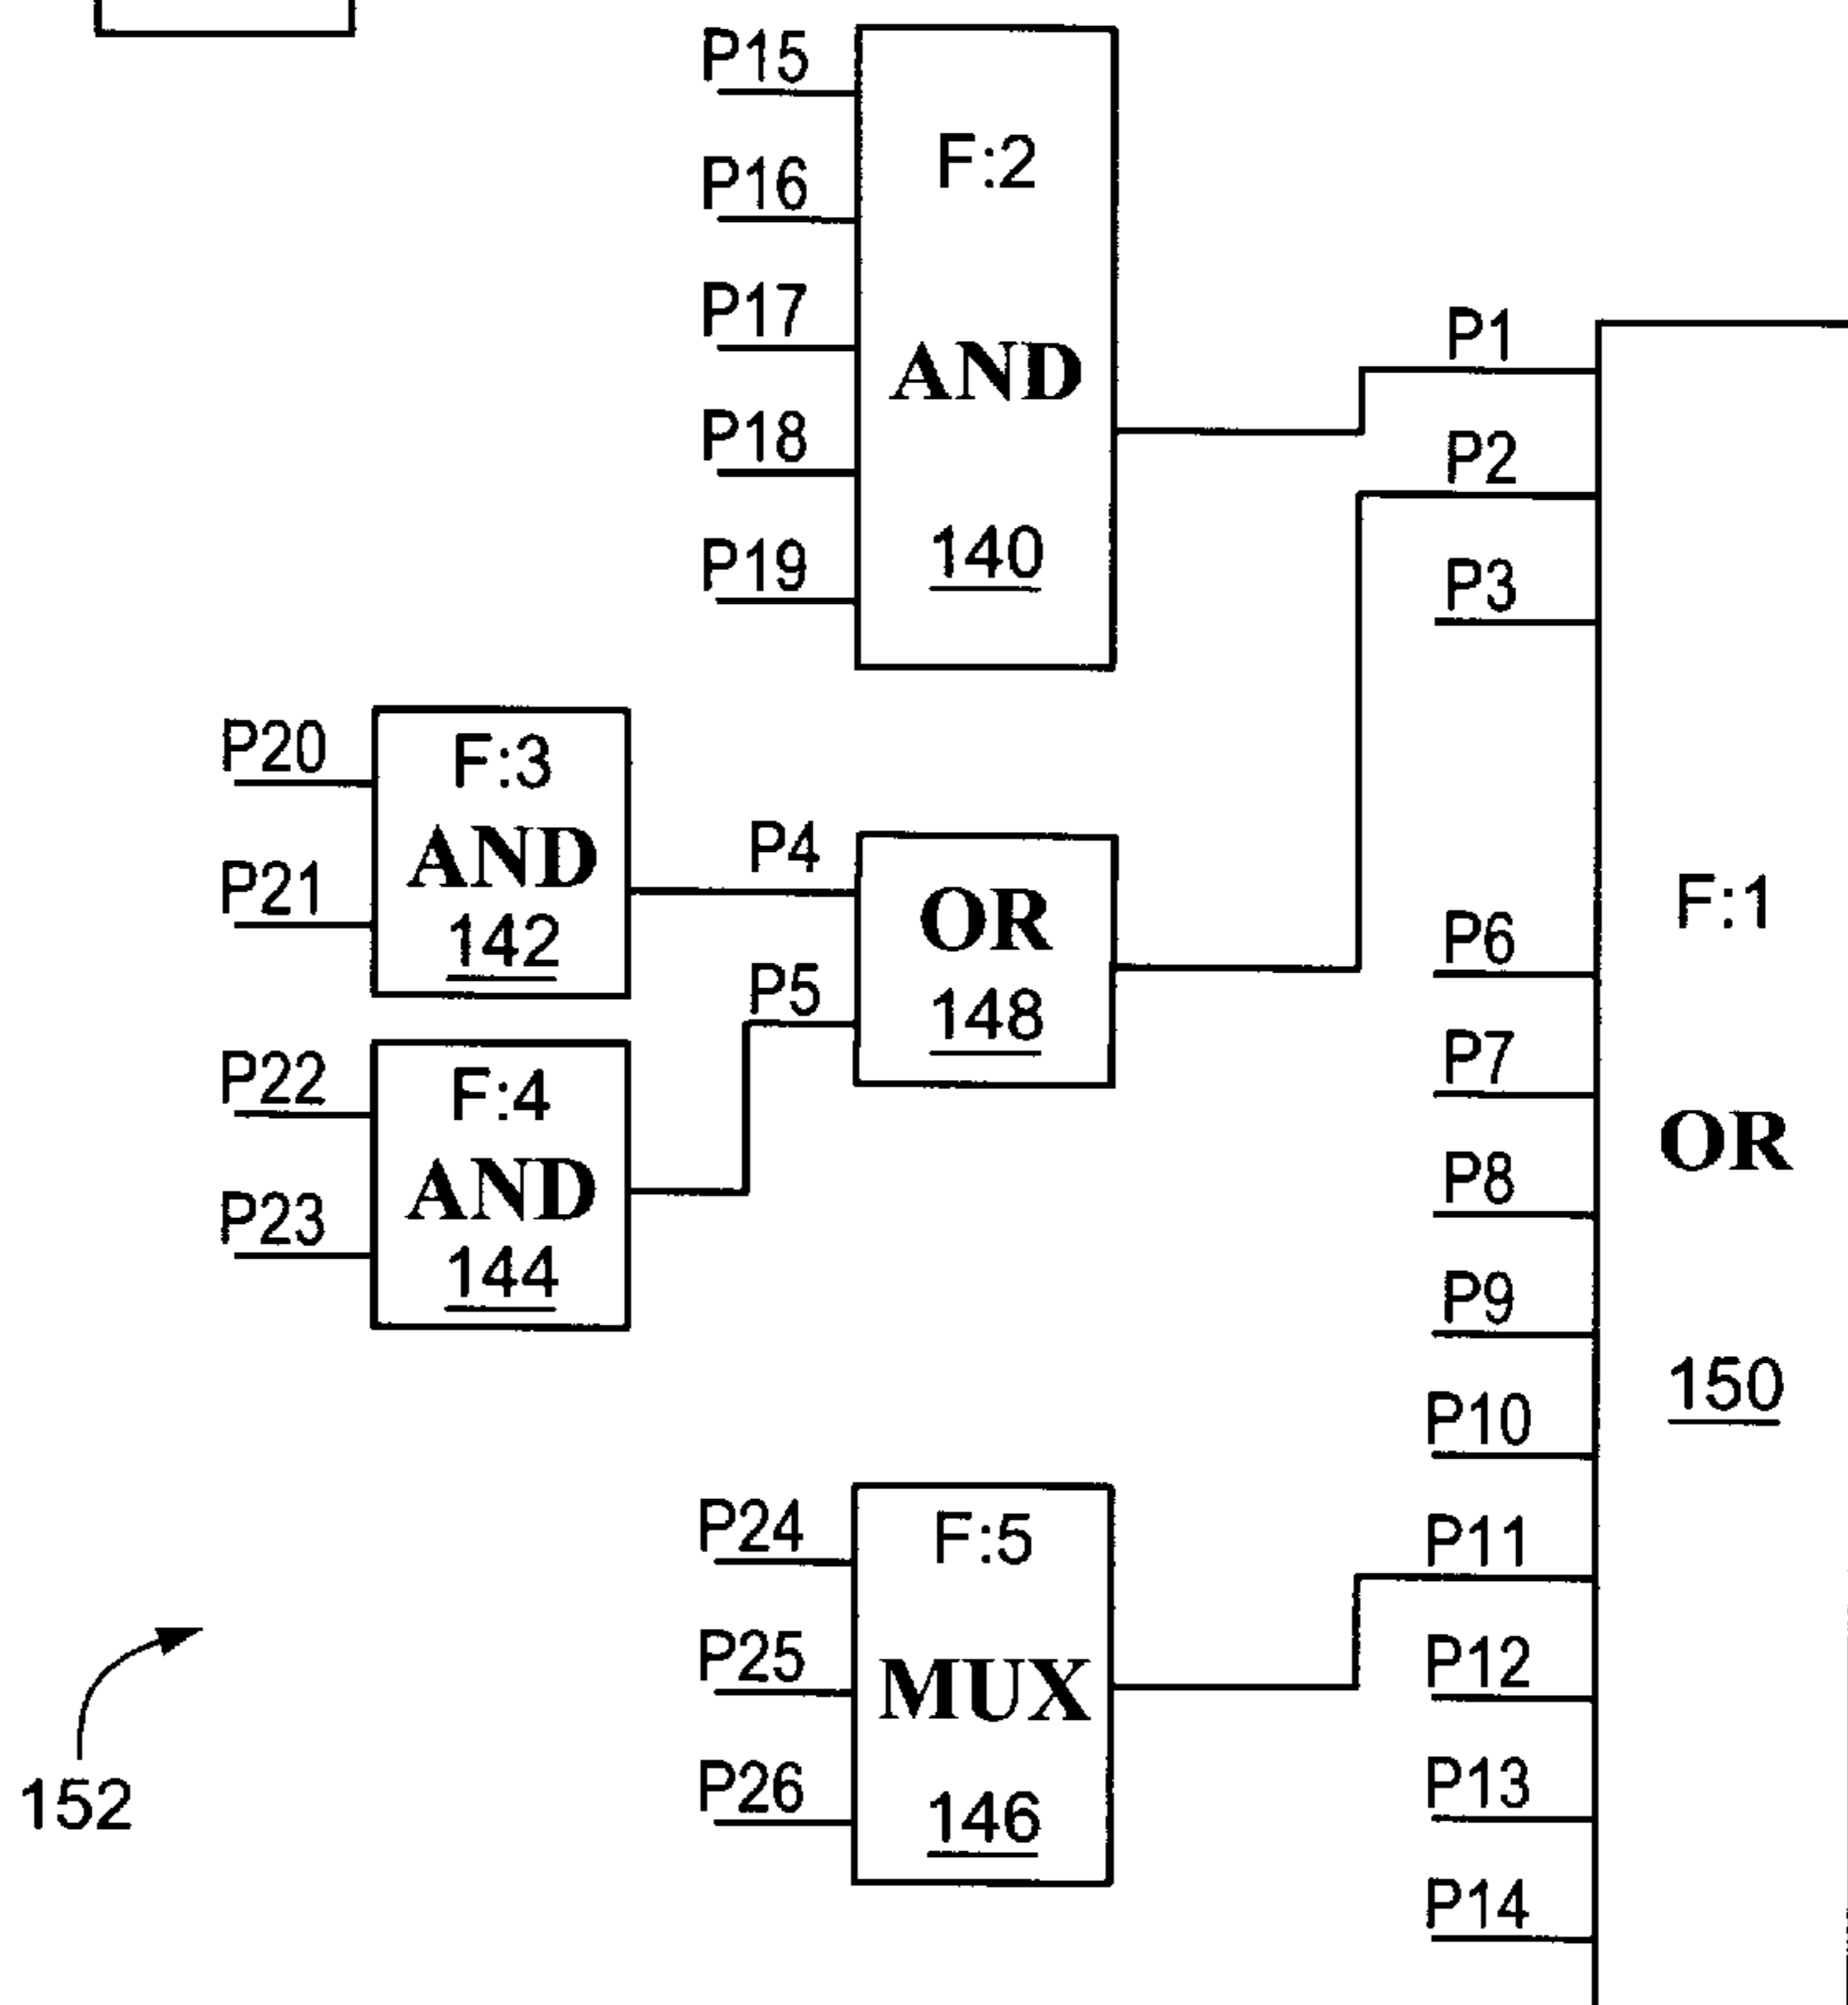 P15
P16
P17
P18
P19
F:2
AND
140
P1
P2
P3
P20
P21
F:3
AND
142
P4
P5
OR
148
P22
P23
F:4
AND
144
P6
P7
P8
P9
P10
P11
P12
P13
P14
F:1
OR
150
P24
P25
P26
F:5
MUX
146
152